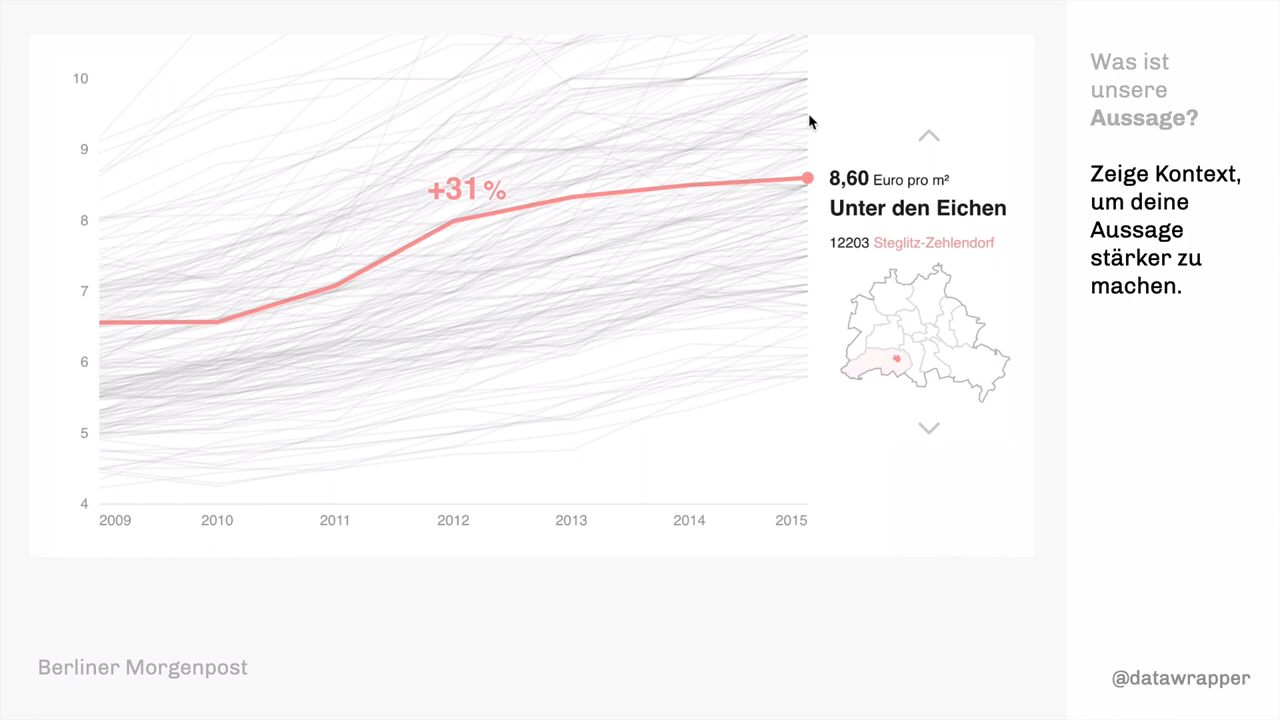 10
9
8
7
6
5
4
2009 2010 2011 2012 2013 2014 2015
+31 %
8,60 Euro pro m²
Unter den Eichen
12203 Steglitz-Zehlendorf
Was ist
unsere
Aussage?
Zeige Kontext,
um deine
Aussage
stärker zu
machen.
Berliner Morgenpost
@datawrapper